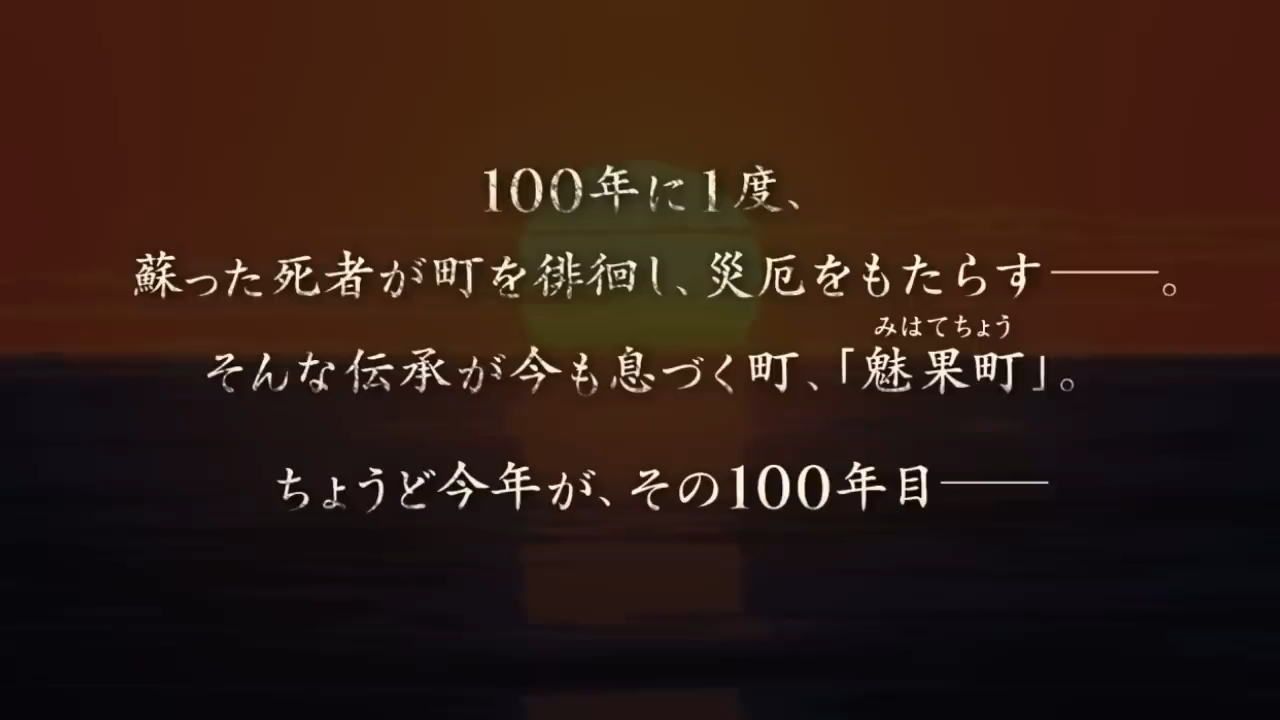 100年に1度、
蘇った死者が町を徘徊し、災厄をもたらす――。
みはてちょう
そんな伝承が今も息づく町、「魅果町」。
ちょうど今年が、その100年目――